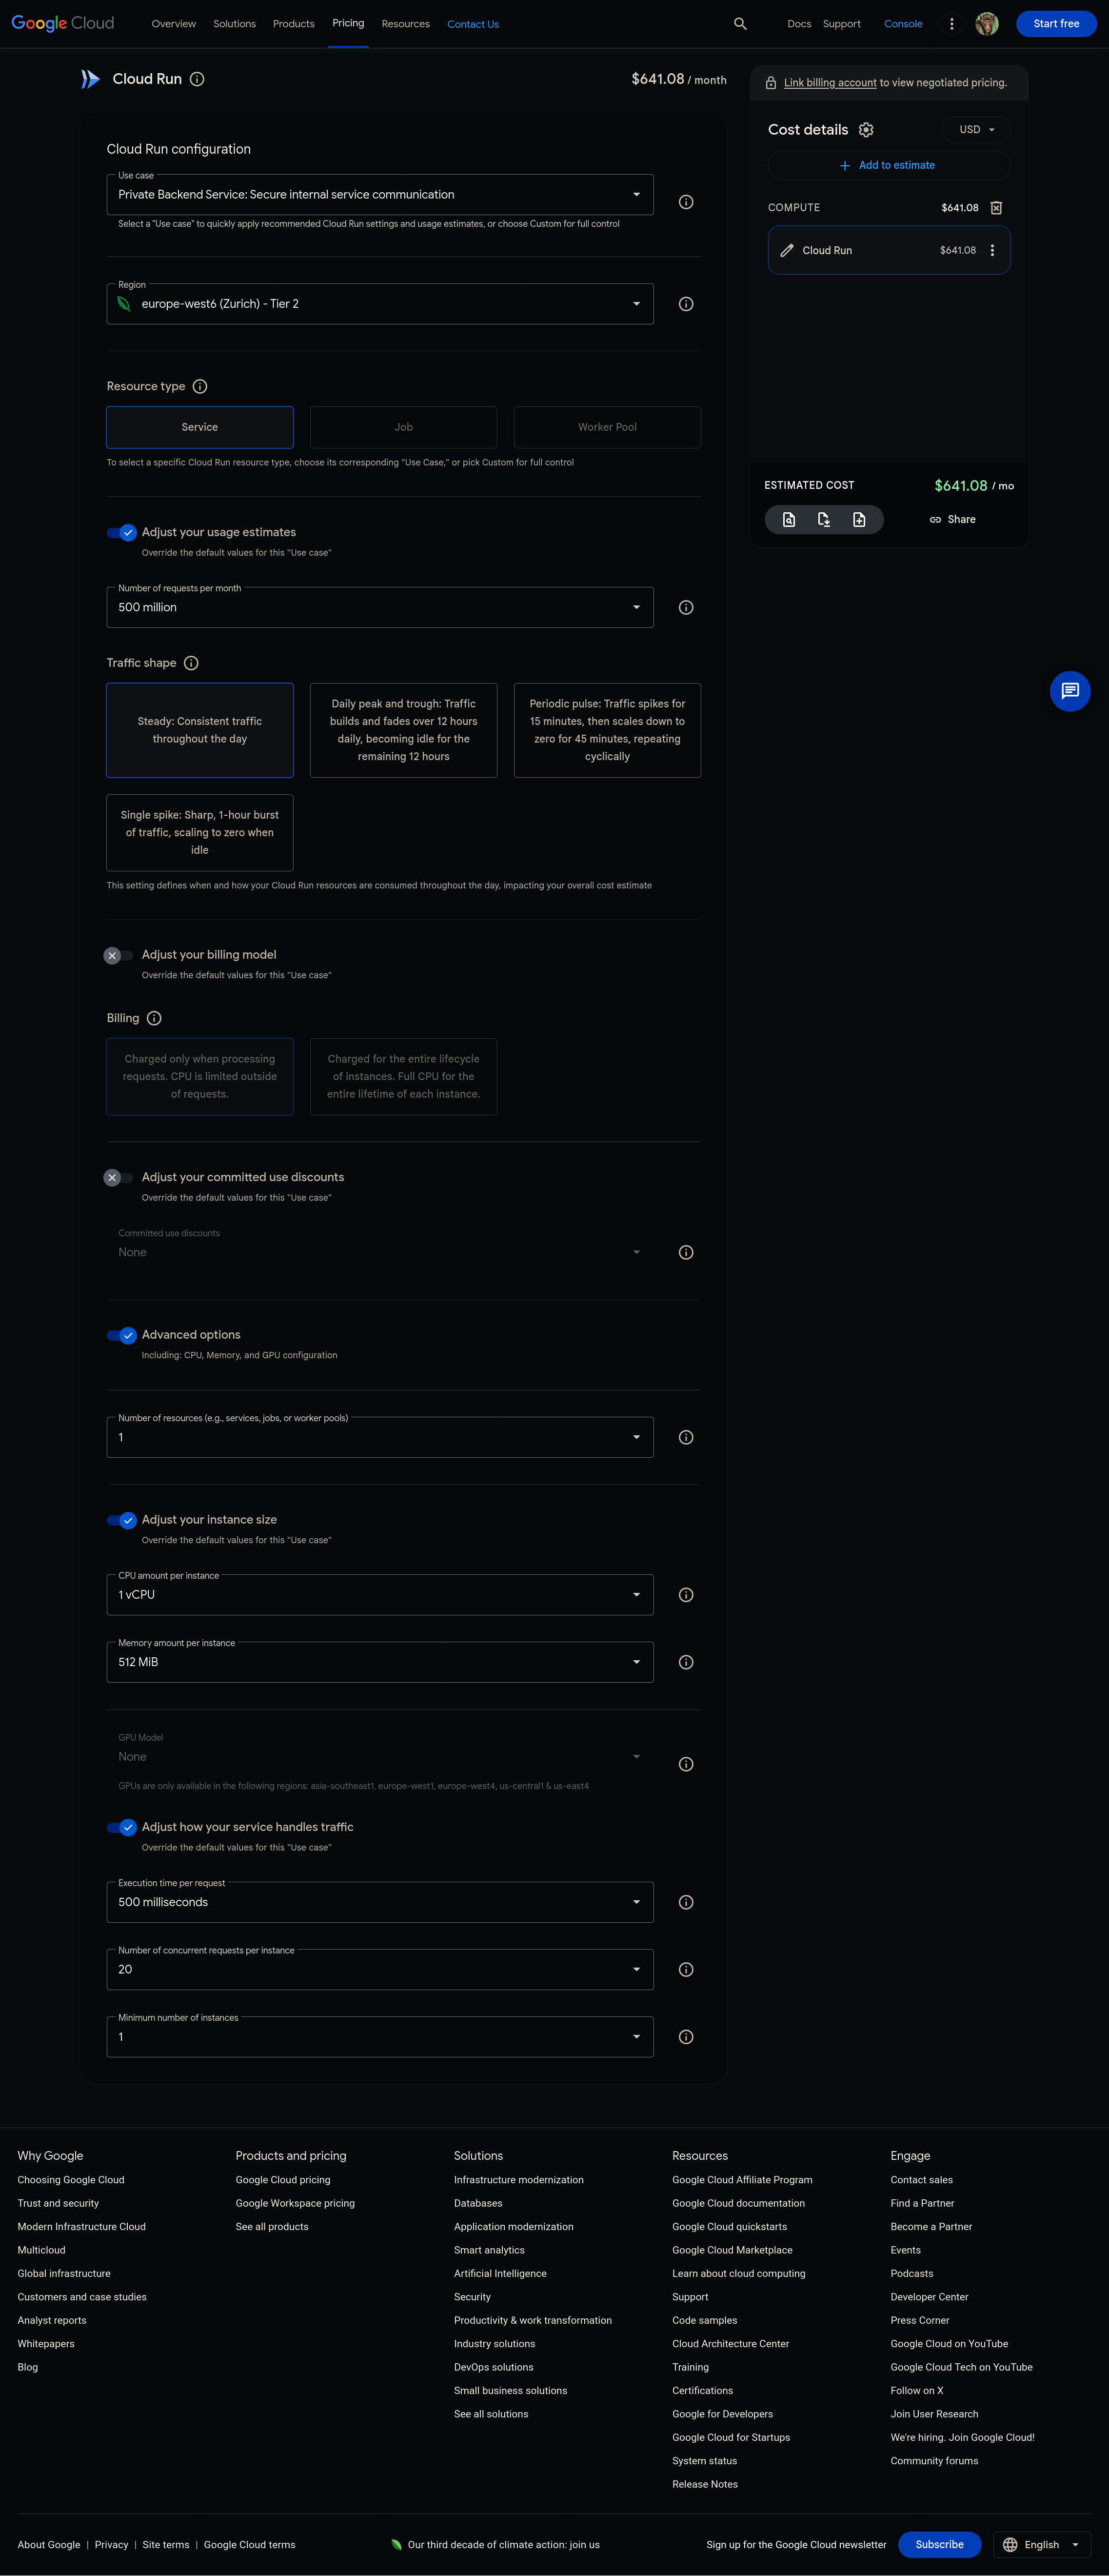 Google Cloud
Overview
Solutions
Products
Pricing
Resources
Contact Us
Docs
Support
Console
Start free
Cloud Run
$641.08 / month
Cloud Run configuration
Use case
Private Backend Service: Secure internal service communication
Select a "Use case" to quickly apply recommended Cloud Run settings and usage estimates, or choose Custom for full control
Region
europe-west6 (Zurich) - Tier 2
Resource type
Service
Job
Worker Pool
To select a specific Cloud Run resource type, choose its corresponding "Use Case," or pick Custom for full control
Adjust your usage estimates
Override the default values for this "Use case"
Number of requests per month
500 million
Traffic shape
Steady: Consistent traffic
throughout the day
Daily peak and trough: Traffic
builds and fades over 12 hours
daily, becoming idle for the
remaining 12 hours
Periodic pulse: Traffic spikes for
15 minutes, then scales down to
zero for 45 minutes, repeating
cyclically
Single spike: Sharp, 1-hour burst
of traffic, scaling to zero when
idle
This setting defines when and how your Cloud Run resources are consumed throughout the day, impacting your overall cost estimate
Adjust your billing model
Override the default values for this "Use case"
Billing
Charged only when processing
requests. CPU is limited outside
of requests.
Charged for the entire lifecycle
of instances. Full CPU for the
entire lifetime of each instance.
Adjust your committed use discounts
Override the default values for this "Use case"
Committed use discounts
None
Advanced options
Including: CPU, Memory, and GPU configuration
Number of resources (e.g., services, jobs, or worker pools)
1
Adjust your instance size
Override the default values for this "Use case"
CPU amount per instance
1 vCPU
Memory amount per instance
512 MiB
GPU Model
None
GPUs are only available in the following regions: asia-southeast1, europe-west1, europe-west4, us-central1 & us-east4
Adjust how your service handles traffic
Override the default values for this "Use case"
Execution time per request
500 milliseconds
Number of concurrent requests per instance
20
Minimum number of instances
1
Link billing account to view negotiated pricing.
Cost details
USD
Add to estimate
COMPUTE
$641.08
Cloud Run
$641.08
ESTIMATED COST
$641.08 / mo
Share
Why Google
Choosing Google Cloud
Trust and security
Modern Infrastructure Cloud
Multicloud
Global infrastructure
Customers and case studies
Analyst reports
Whitepapers
Blog
Products and pricing
Google Cloud pricing
Google Workspace pricing
See all products
Solutions
Infrastructure modernization
Databases
Application modernization
Smart analytics
Artificial Intelligence
Security
Productivity & work transformation
Industry solutions
DevOps solutions
Small business solutions
See all solutions
Resources
Google Cloud Affiliate Program
Google Cloud documentation
Google Cloud quickstarts
Google Cloud Marketplace
Learn about cloud computing
Support
Code samples
Cloud Architecture Center
Training
Certifications
Google for Developers
Google Cloud for Startups
System status
Release Notes
Engage
Contact sales
Find a Partner
Become a Partner
Events
Podcasts
Developer Center
Press Corner
Google Cloud on YouTube
Google Cloud Tech on YouTube
Follow on X
Join User Research
We're hiring. Join Google Cloud!
Community forums
About Google | Privacy | Site terms | Google Cloud terms
Our third decade of climate action: join us
Sign up for the Google Cloud newsletter
Subscribe
English